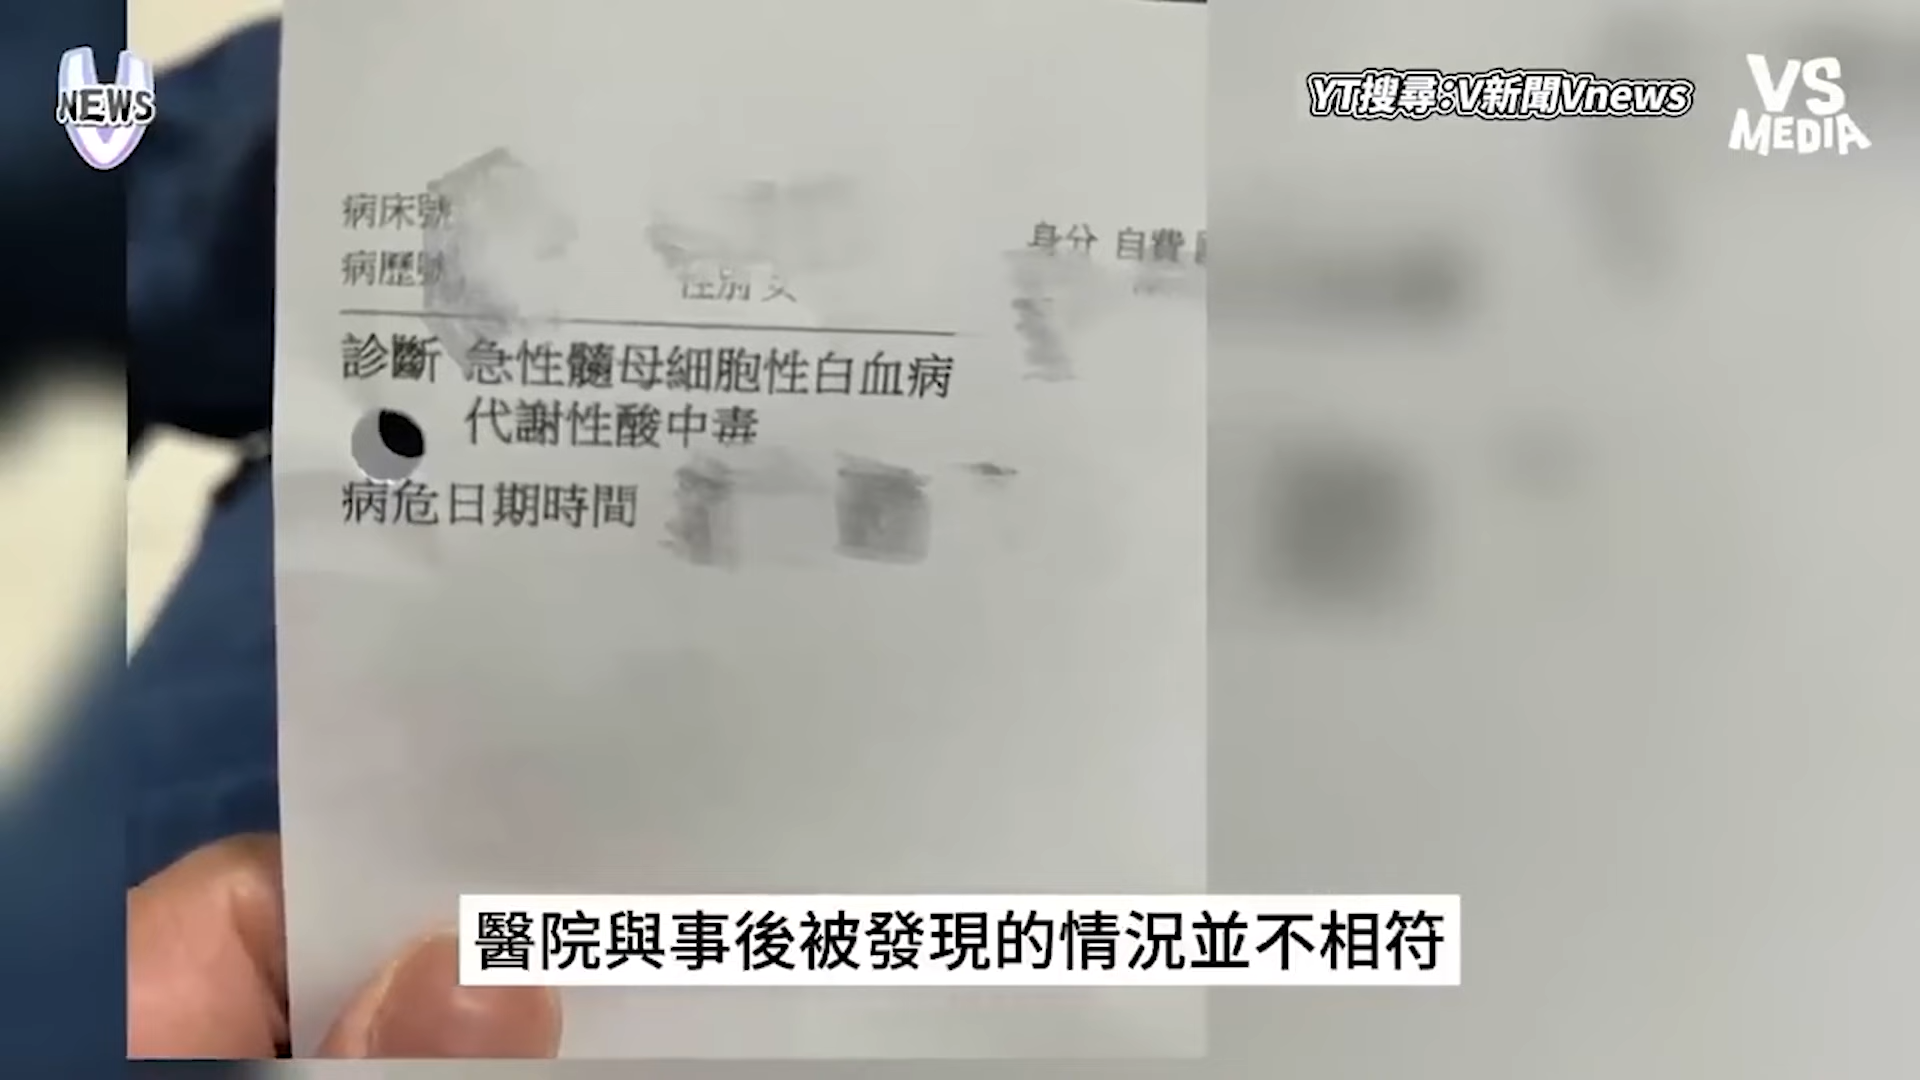 NEWS
YT搜尋:V新聞Vnews
VS
MEDIA
病床號
病歷號
性別 女
身分 自費
診斷 急性髓母細胞性白血病
代謝性酸中毒
病危日期時間
醫院與事後被發現的情況並不相符